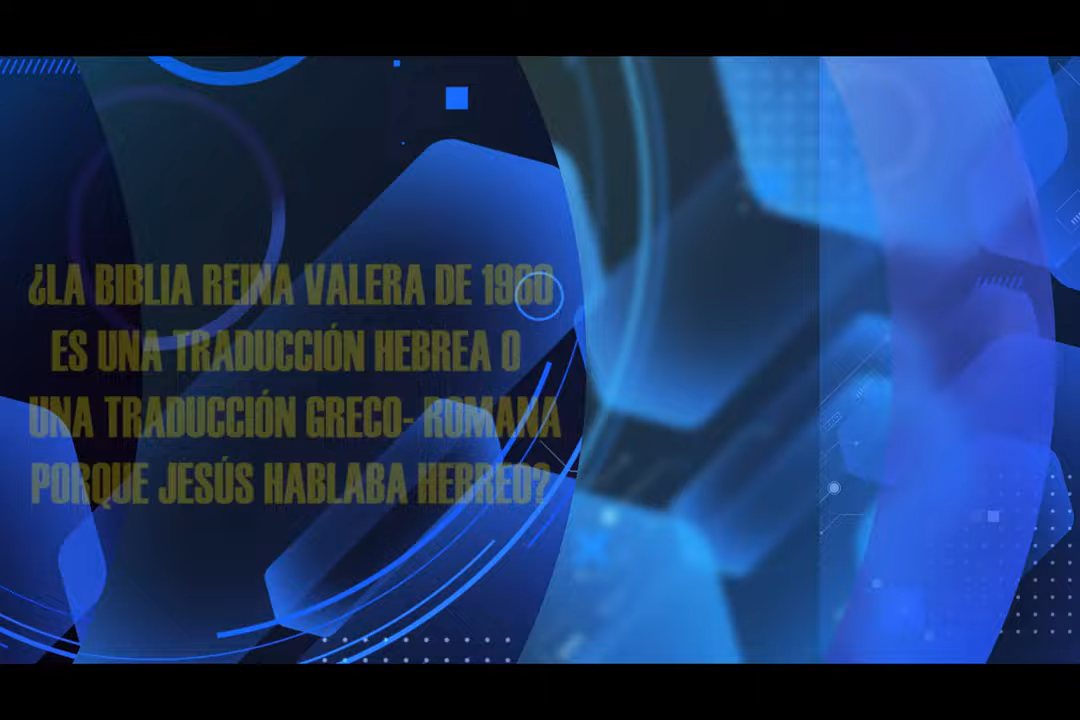 ¿LA BIBLIA REINA VALERA DE 1960
ES UNA TRADUCCIÓN HEBREA O
UNA TRADUCCIÓN GRECO- ROMANA
PORQUE JESÚS HABLABA HEBREO?